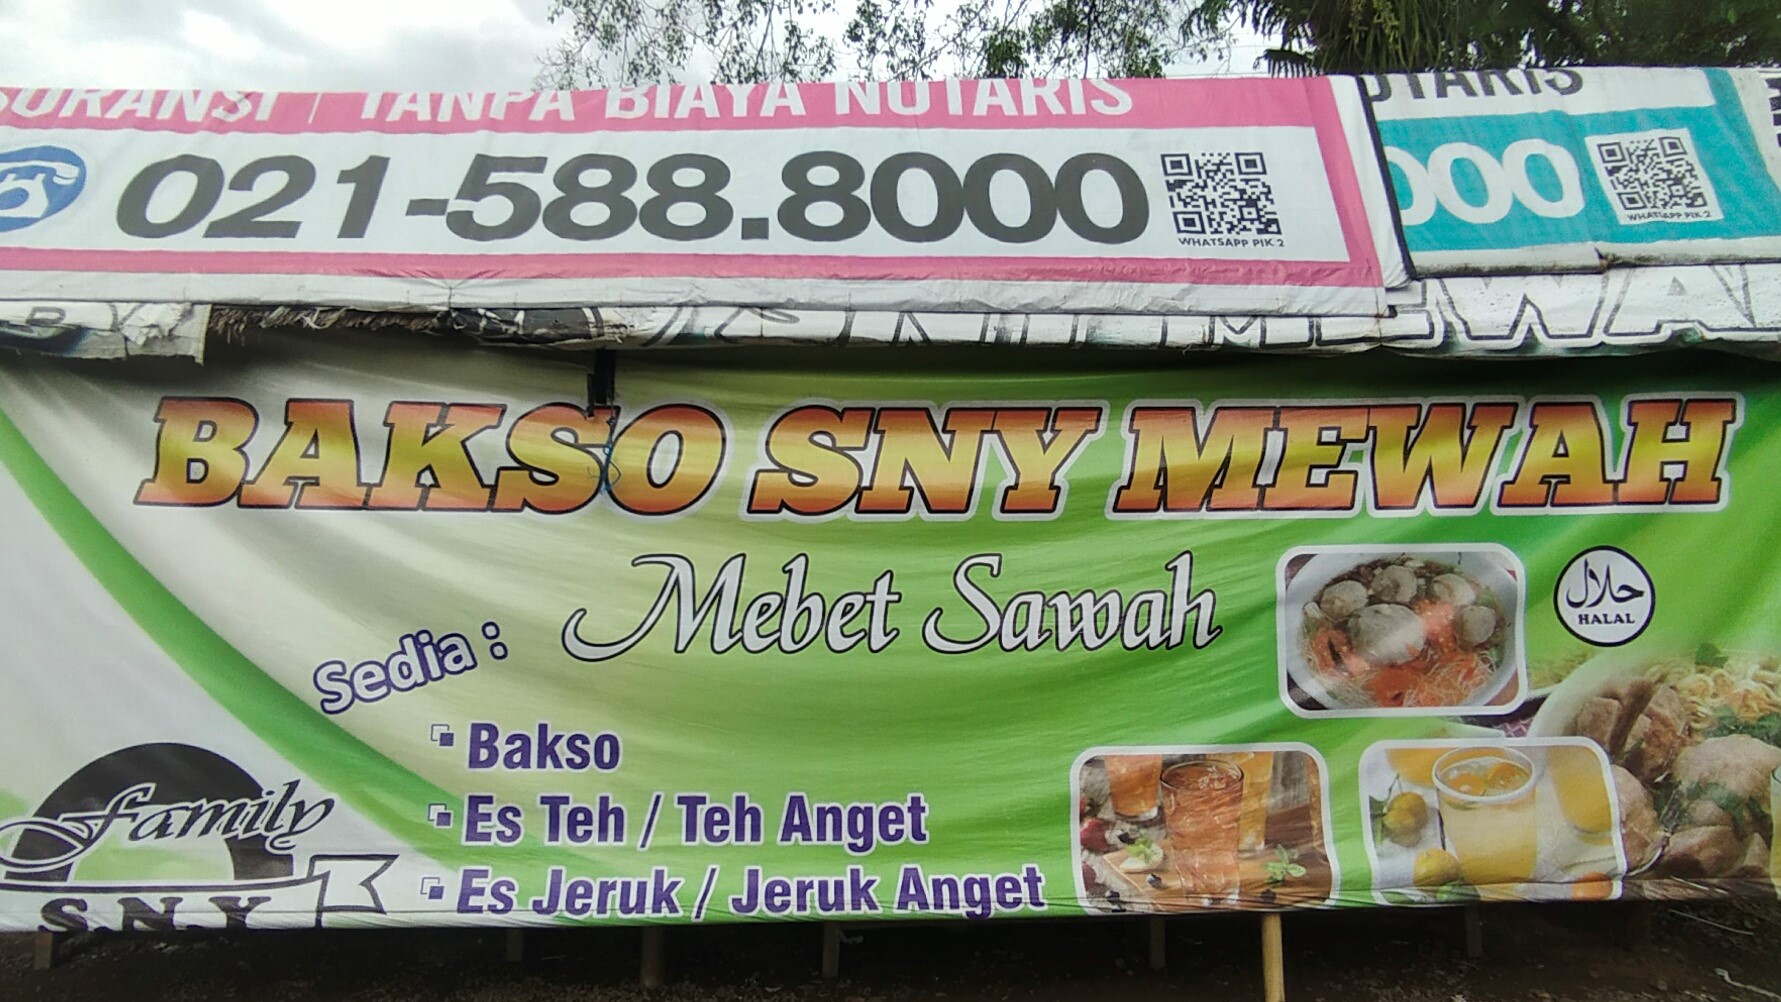 TANPA BIAYA NOTARIS
021-588.8000
WHATSAPP PIK 2
000
WHATSAPP PIK 2
BAKSO SNY MEWAH
Mebet Sawah
Sedia :
Bakso
Es Teh / Teh Anget
Es Jeruk / Jeruk Anget
حلال
HALAL
family
S.N.Y